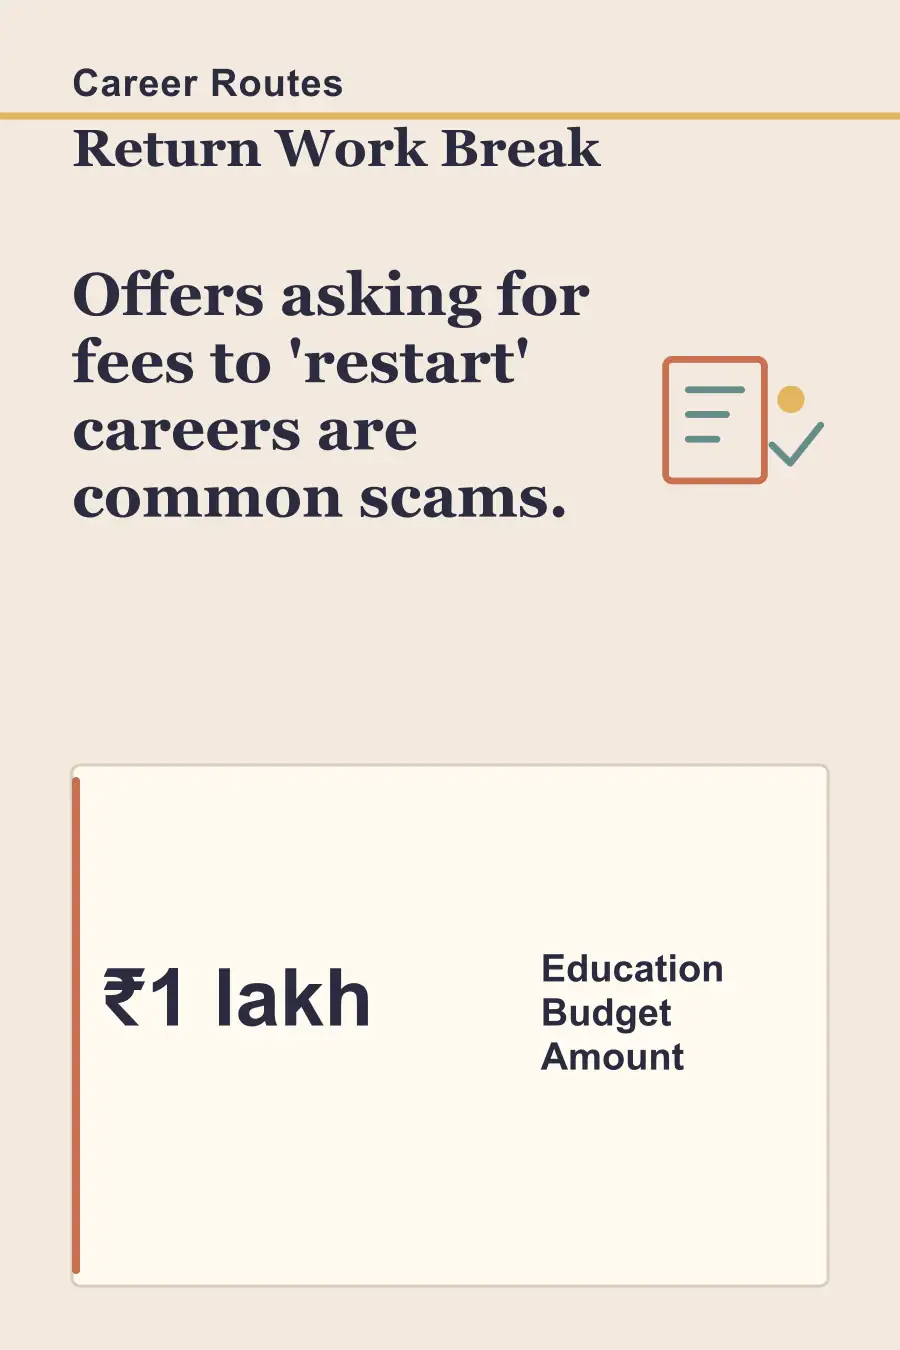 Career Routes
Return Work Break
Offers asking for
fees to 'restart'
careers are
common scams.
₹1 lakh
Education
Budget
Amount